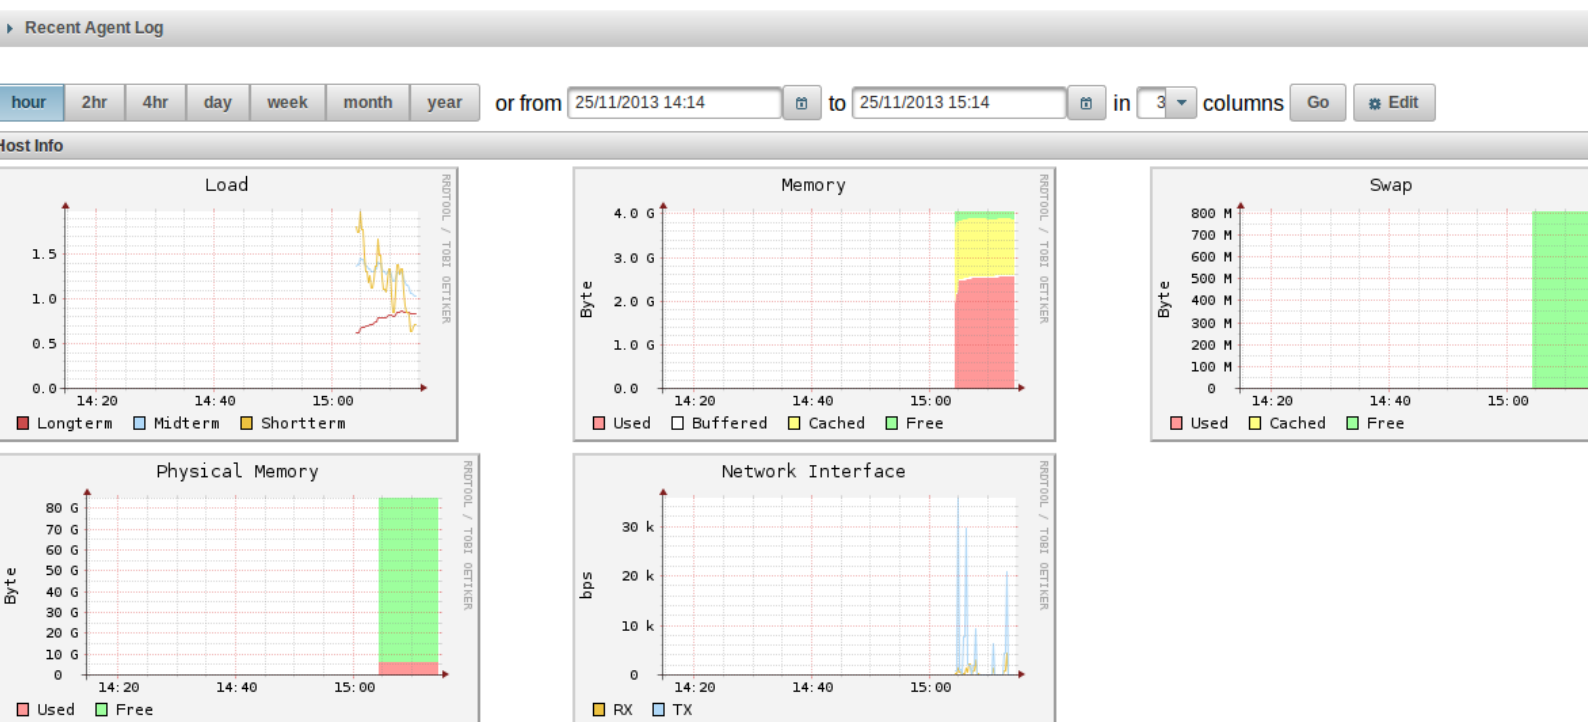 Recent Agent Log
hour 2hr 4hr day week month year or from 25/11/2013 14:14 to 25/11/2013 15:14 in 3 columns Go Edit
Host Info
Load
1.5
1.0
0.5
0.0
14:20 14:40 15:00
Longterm Midterm Shortterm
RRDTOOL / TOBI OETIKER
Memory
Byte
4.0 G
3.0 G
2.0 G
1.0 G
0.0
14:20 14:40 15:00
Used Buffered Cached Free
RRDTOOL / TOBI OETIKER
Swap
Byte
800 M
700 M
600 M
500 M
400 M
300 M
200 M
100 M
0
14:20 14:40 15:00
Used Cached Free
Physical Memory
Byte
80 G
70 G
60 G
50 G
40 G
30 G
20 G
10 G
0
14:20 14:40 15:00
Used Free
RRDTOOL / TOBI OETIKER
Network Interface
bps
30 k
20 k
10 k
0
14:20 14:40 15:00
RX TX
RRDTOOL / TOBI OETIKER